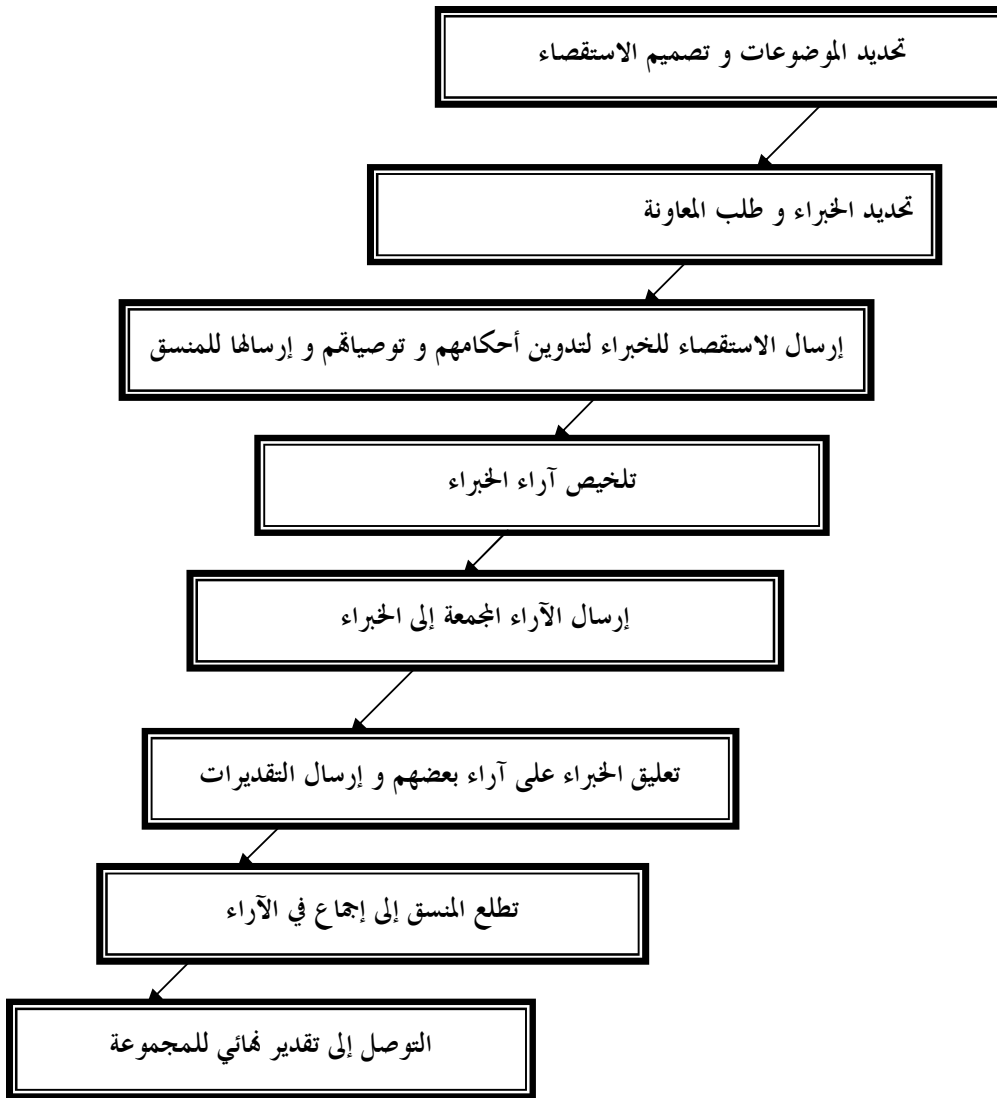 تحديد الموضوعات و تصميم الاستقصاء
تحديد الخبراء و طلب المعاونة
إرسال الاستقصاء للخبراء لتدوين أحكامهم و توصياتهم و إرسالها للمنسق
تلخيص آراء الخبراء
إرسال الآراء المجمعة إلى الخبراء
تعليق الخبراء على آراء بعضهم و إرسال التقديرات
تطلع المنسق إلى إجماع في الآراء
التوصل إلى تقدير نهائي للمجموعة